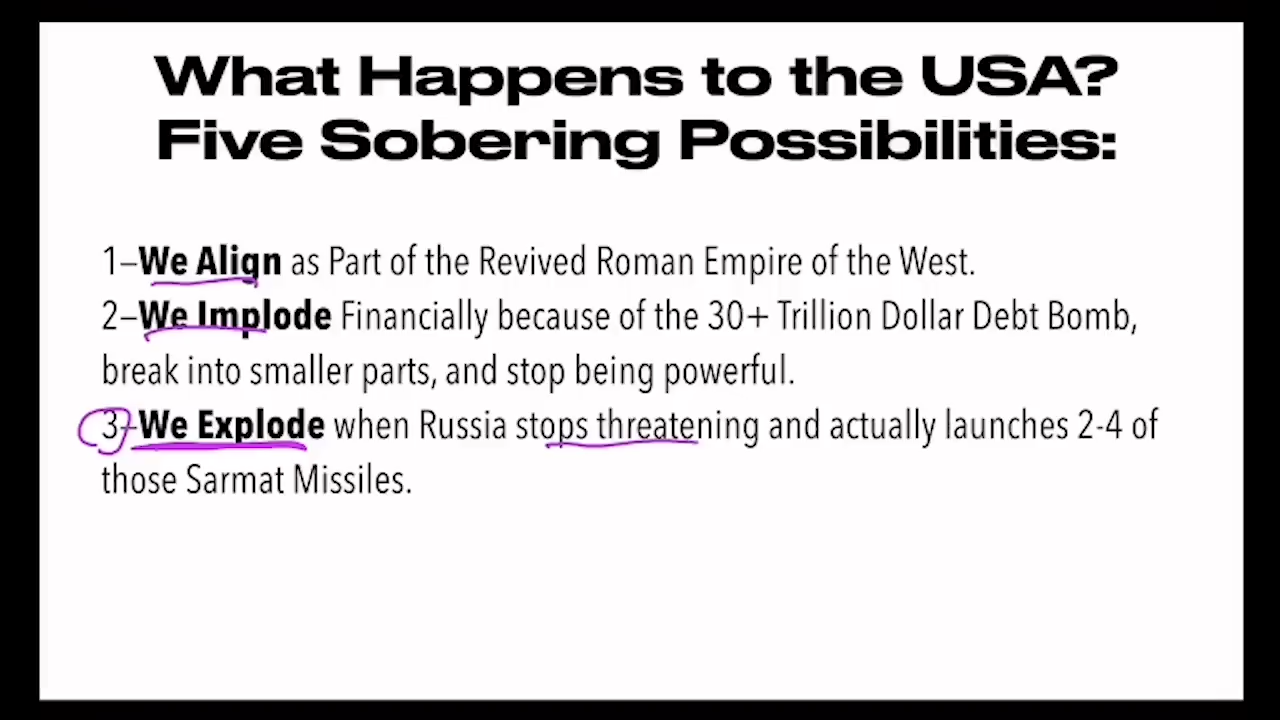 What Happens to the USA?
Five Sobering Possibilities:
1–We Align as Part of the Revived Roman Empire of the West.
2–We Implode Financially because of the 30+ Trillion Dollar Debt Bomb,
break into smaller parts, and stop being powerful.
3–We Explode when Russia stops threatening and actually launches 2-4 of
those Sarmat Missiles.